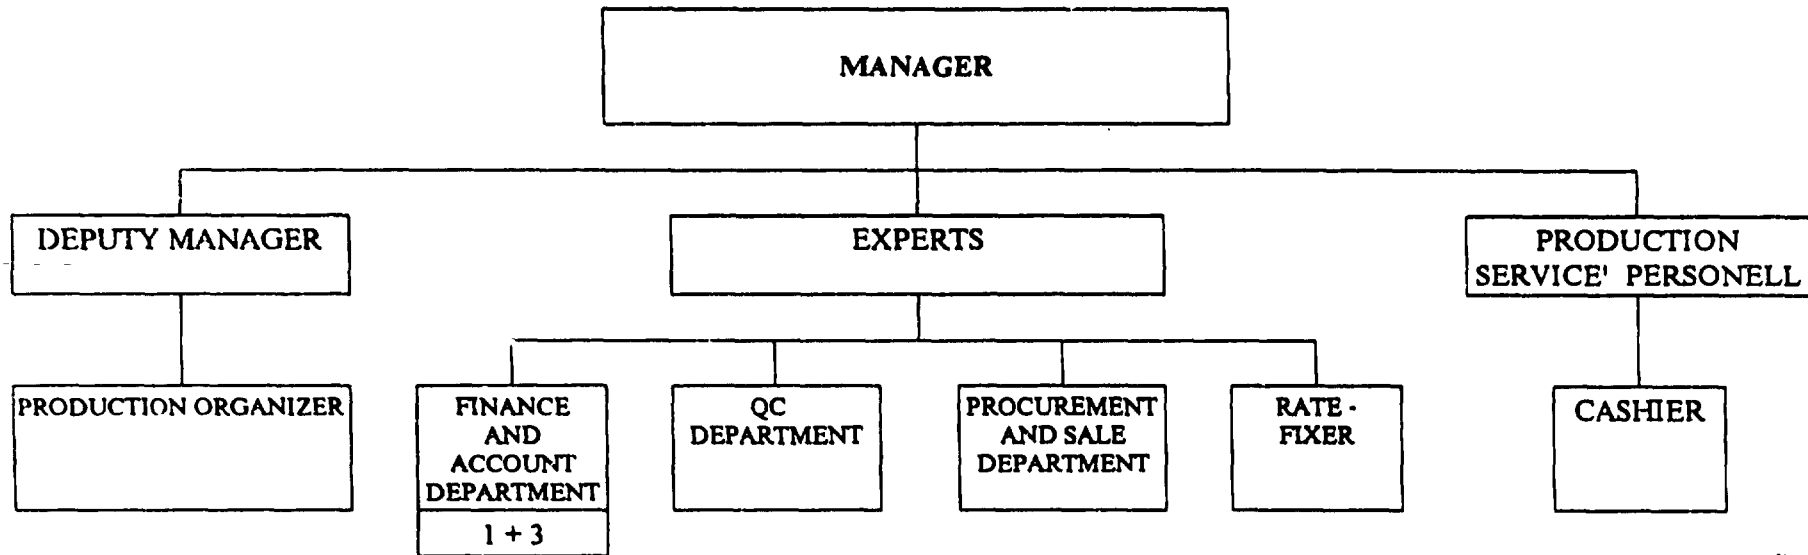 MANAGER
DEPUTY MANAGER
EXPERTS
PRODUCTION
SERVICE' PERSONELL
PRODUCTION ORGANIZER
FINANCE
AND
ACCOUNT
DEPARTMENT
1 + 3
QC
DEPARTMENT
PROCUREMENT
AND SALE
DEPARTMENT
RATE -
FIXER
CASHIER